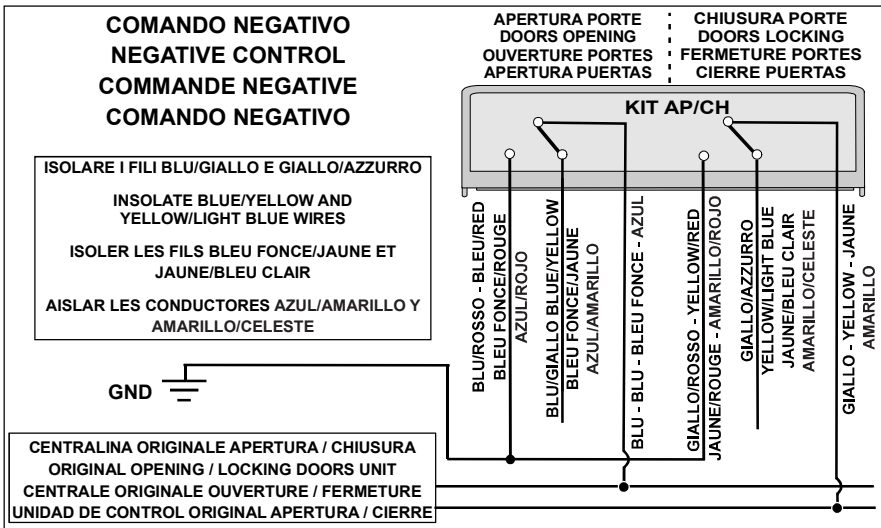 COMANDO NEGATIVO
NEGATIVE CONTROL
COMMANDE NEGATIVE
COMANDO NEGATIVO
APERTURA PORTE
DOORS OPENING
OUVERTURE PORTES
APERTURA PUERTAS
CHIUSURA PORTE
DOORS LOCKING
FERMETURE PORTES
CIERRE PUERTAS
KIT AP/CH
ISOLARE I FILI BLU/GIALLO E GIALLO/AZZURRO
INSOLATE BLUE/YELLOW AND
YELLOW/LIGHT BLUE WIRES
ISOLER LES FILS BLEU FONCE/JAUNE ET
JAUNE/BLEU CLAIR
AISLAR LES CONDUCTORES AZUL/AMARILLO Y
AMARILLO/CELESTE
BLU/ROSSO - BLEU/RED
BLEU FONCE/ROUGE
AZUL/ROJO
BLU/GIALLO BLUE/YELLOW
BLEU FONCE/JAUNE
AZUL/AMARILLO
BLU - BLU - BLEU FONCE - AZUL
GIALLO/ROSSO - YELLOW/RED
JAUNE/ROUGE - AMARILLO/ROJO
GIALLO/AZZURRO
YELLOW/LIGHT BLUE
JAUNE/BLEU CLAIR
AMARILLO/CELESTE
GIALLO - YELLOW - JAUNE
AMARILLO
GND
CENTRALINA ORIGINALE APERTURA / CHIUSURA
ORIGINAL OPENING / LOCKING DOORS UNIT
CENTRALE ORIGINALE OUVERTURE / FERMETURE
UNIDAD DE CONTROL ORIGINAL APERTURA / CIERRE